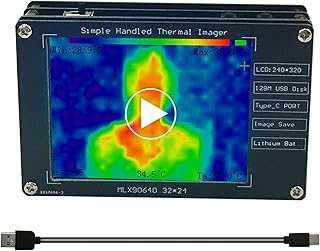 Simple Handled Thermal Imager
Min:28.9
Max:
LCD:240*320
128M USB Disk
Type_C PORT
Image Save
Lithium Bat
34.5℃
MLX90640 32*24